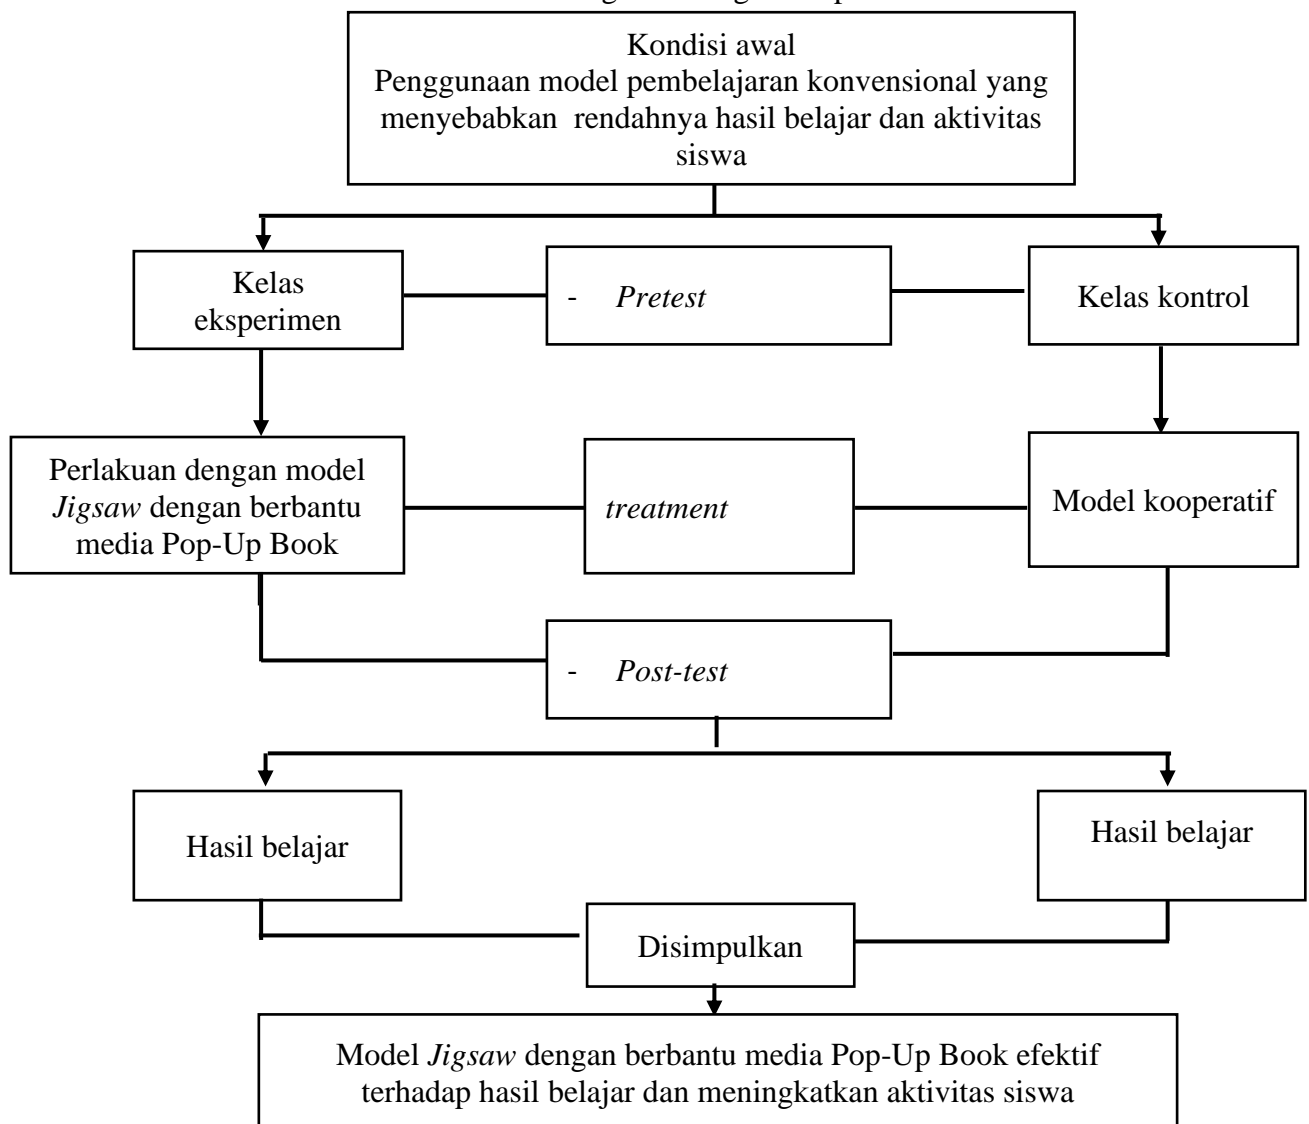 Kondisi awal
Penggunaan model pembelajaran konvensional yang
menyebabkan rendahnya hasil belajar dan aktivitas
siswa
Kelas
eksperimen
- Pretest
Kelas kontrol
Perlakuan dengan model
Jigsaw dengan berbantu
media Pop-Up Book
treatment
Model kooperatif
- Post-test
Hasil belajar
Hasil belajar
Disimpulkan
Model Jigsaw dengan berbantu media Pop-Up Book efektif
terhadap hasil belajar dan meningkatkan aktivitas siswa